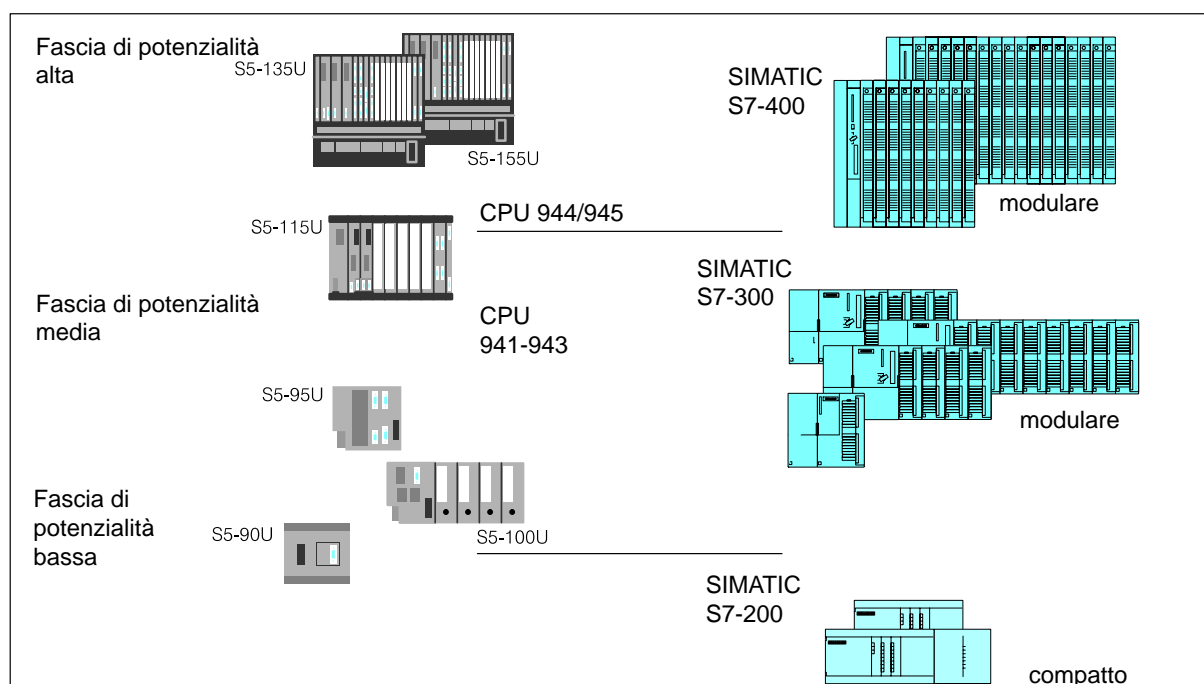 Fascia di potenzialità
alta
S5-135U
S5-155U
SIMATIC
S7-400
modulare
S5-115U
CPU 944/945
Fascia di potenzialità
media
CPU
941-943
SIMATIC
S7-300
modulare
S5-95U
Fascia di
potenzialità
bassa
S5-90U
S5-100U
SIMATIC
S7-200
compatto